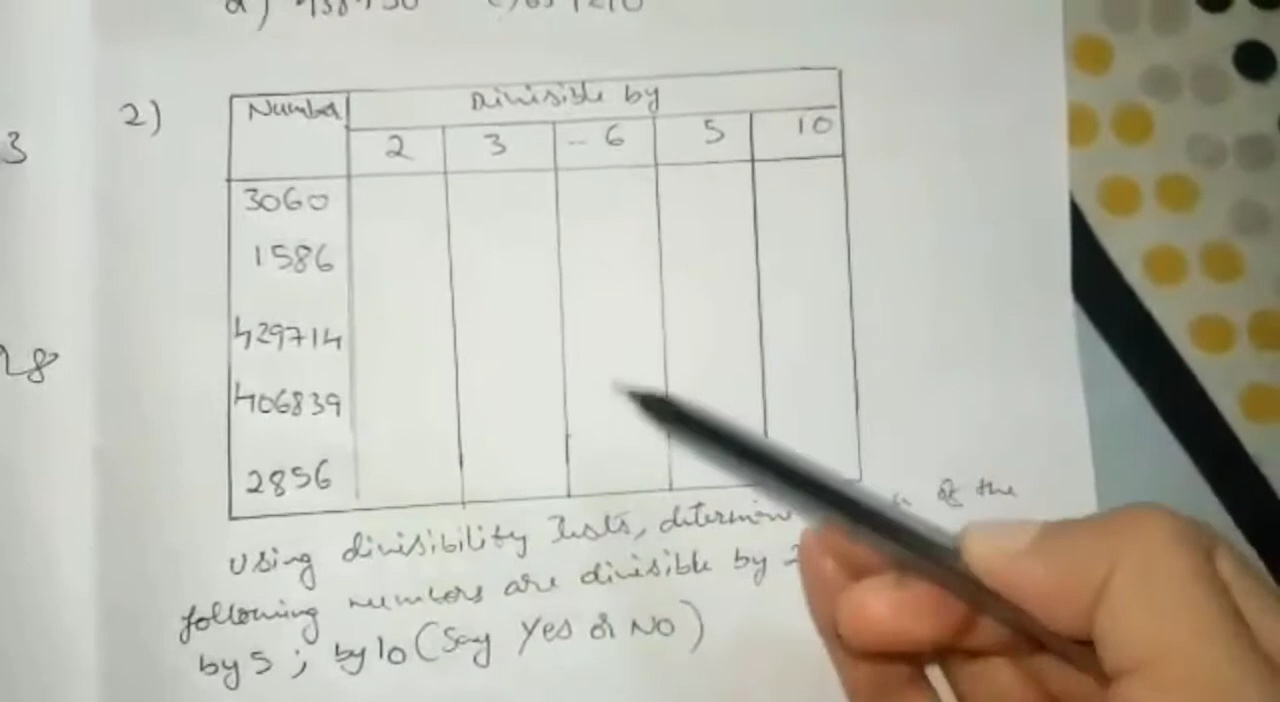 3
28
2)
Number Divisible by
2 3 -- 6 5 10
3060
1586
429714
406839
2856
Using divisibility Tests, determine of the
following numbers are divisible by 2
by 5 ; by 10 (Say Yes or No)